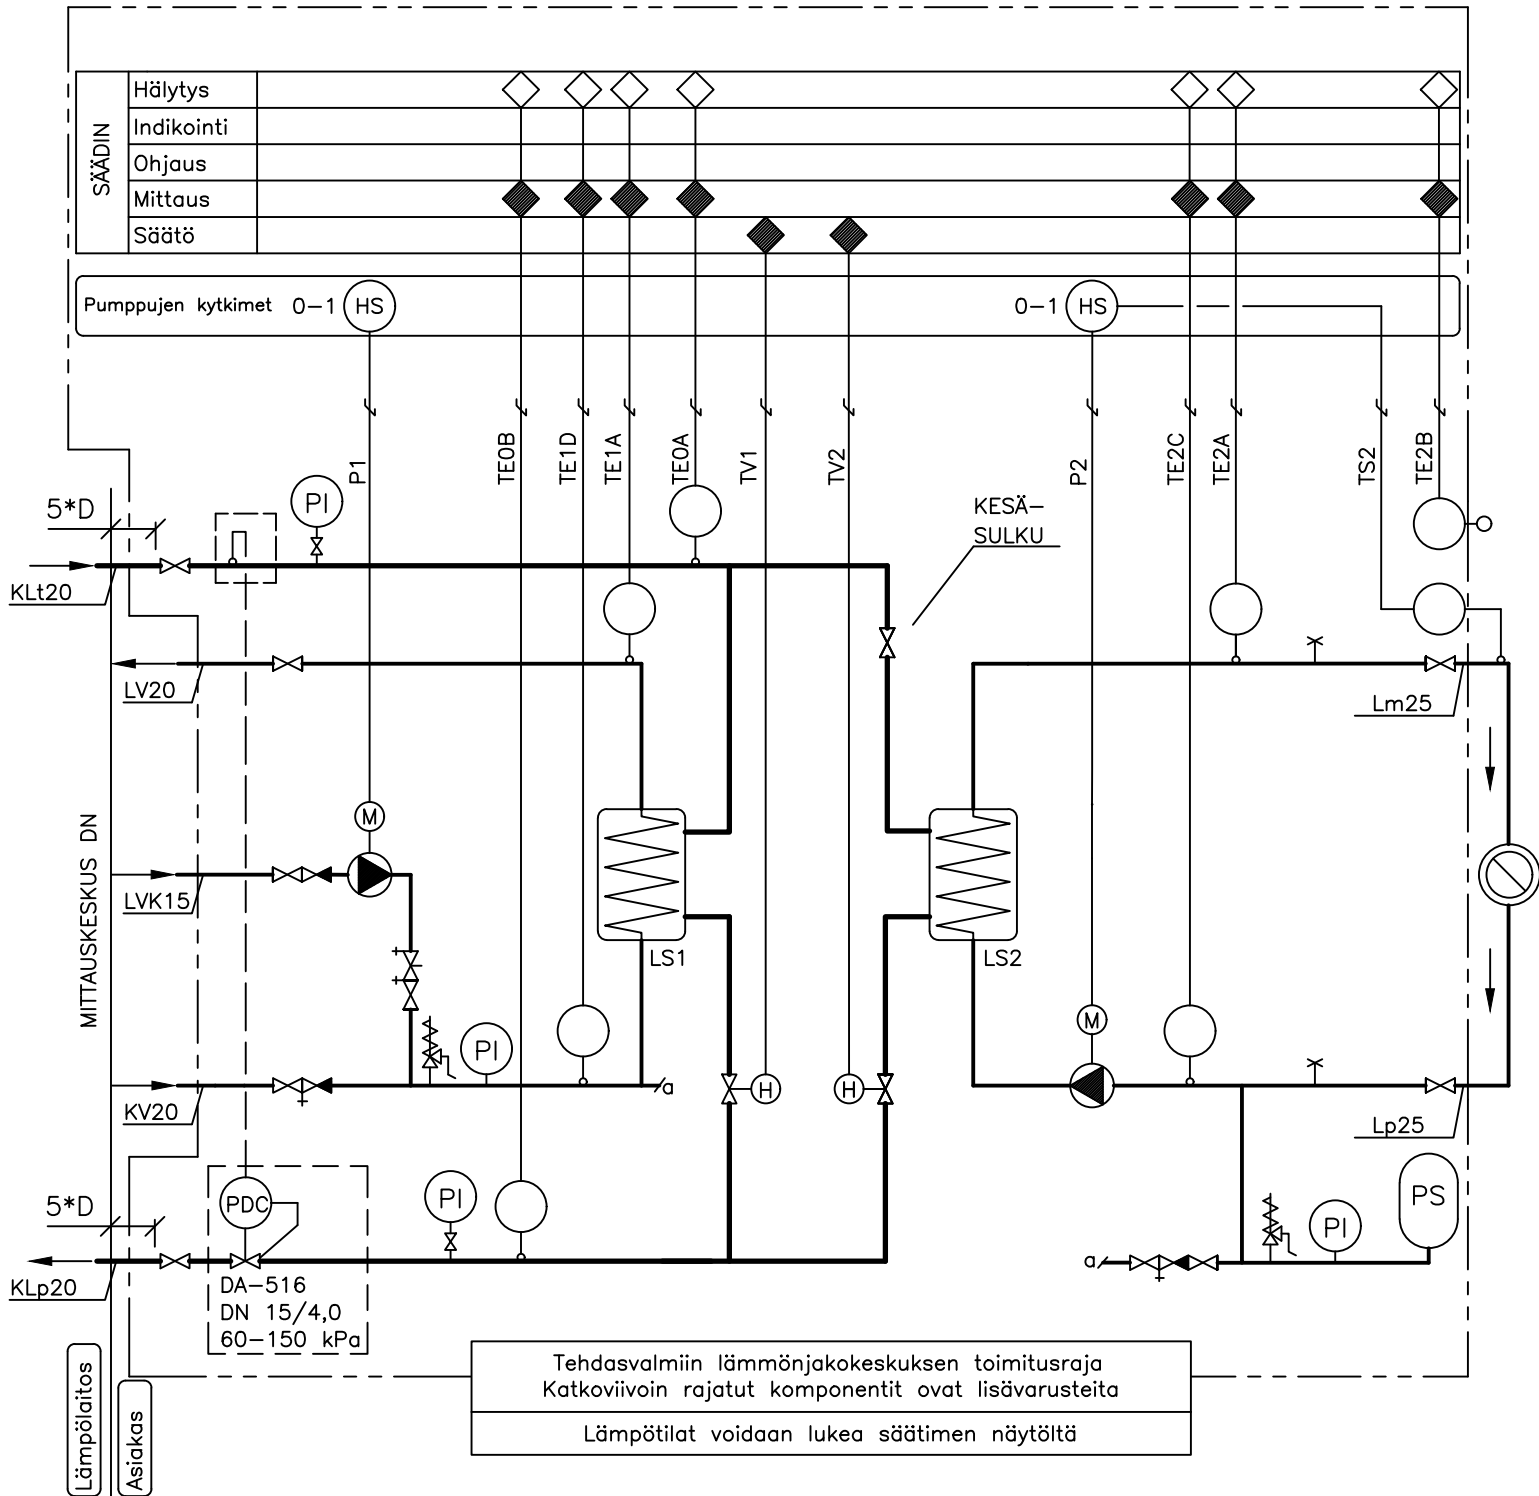 SÄÄDIN
Hälytys
Indikointi
Ohjaus
Mittaus
Säätö
Pumppujen kytkimet 0-1 HS
0-1 HS
P1
TE0B
TE1D
TE1A
TE0A
TV1
TV2
P2
TE2C
TE2A
TS2
TE2B
5*D
PI
KESÄ-
SULKU
KLt20
LV20
Lm25
M
MITTAUSKESKUS DN
LVK15
LS1
LS2
M
PI
KV20
a
H
H
Lp25
5*D
PDC
PI
PS
PI
a
KLp20
DA-516
DN 15/4,0
60-150 kPa
Lämpölaitos
Asiakas
Tehdasvalmiin lämmönjakokeskuksen toimitusraja
Katkoviivoin rajatut komponentit ovat lisävarusteita
Lämpötilat voidaan lukea säätimen näytöltä